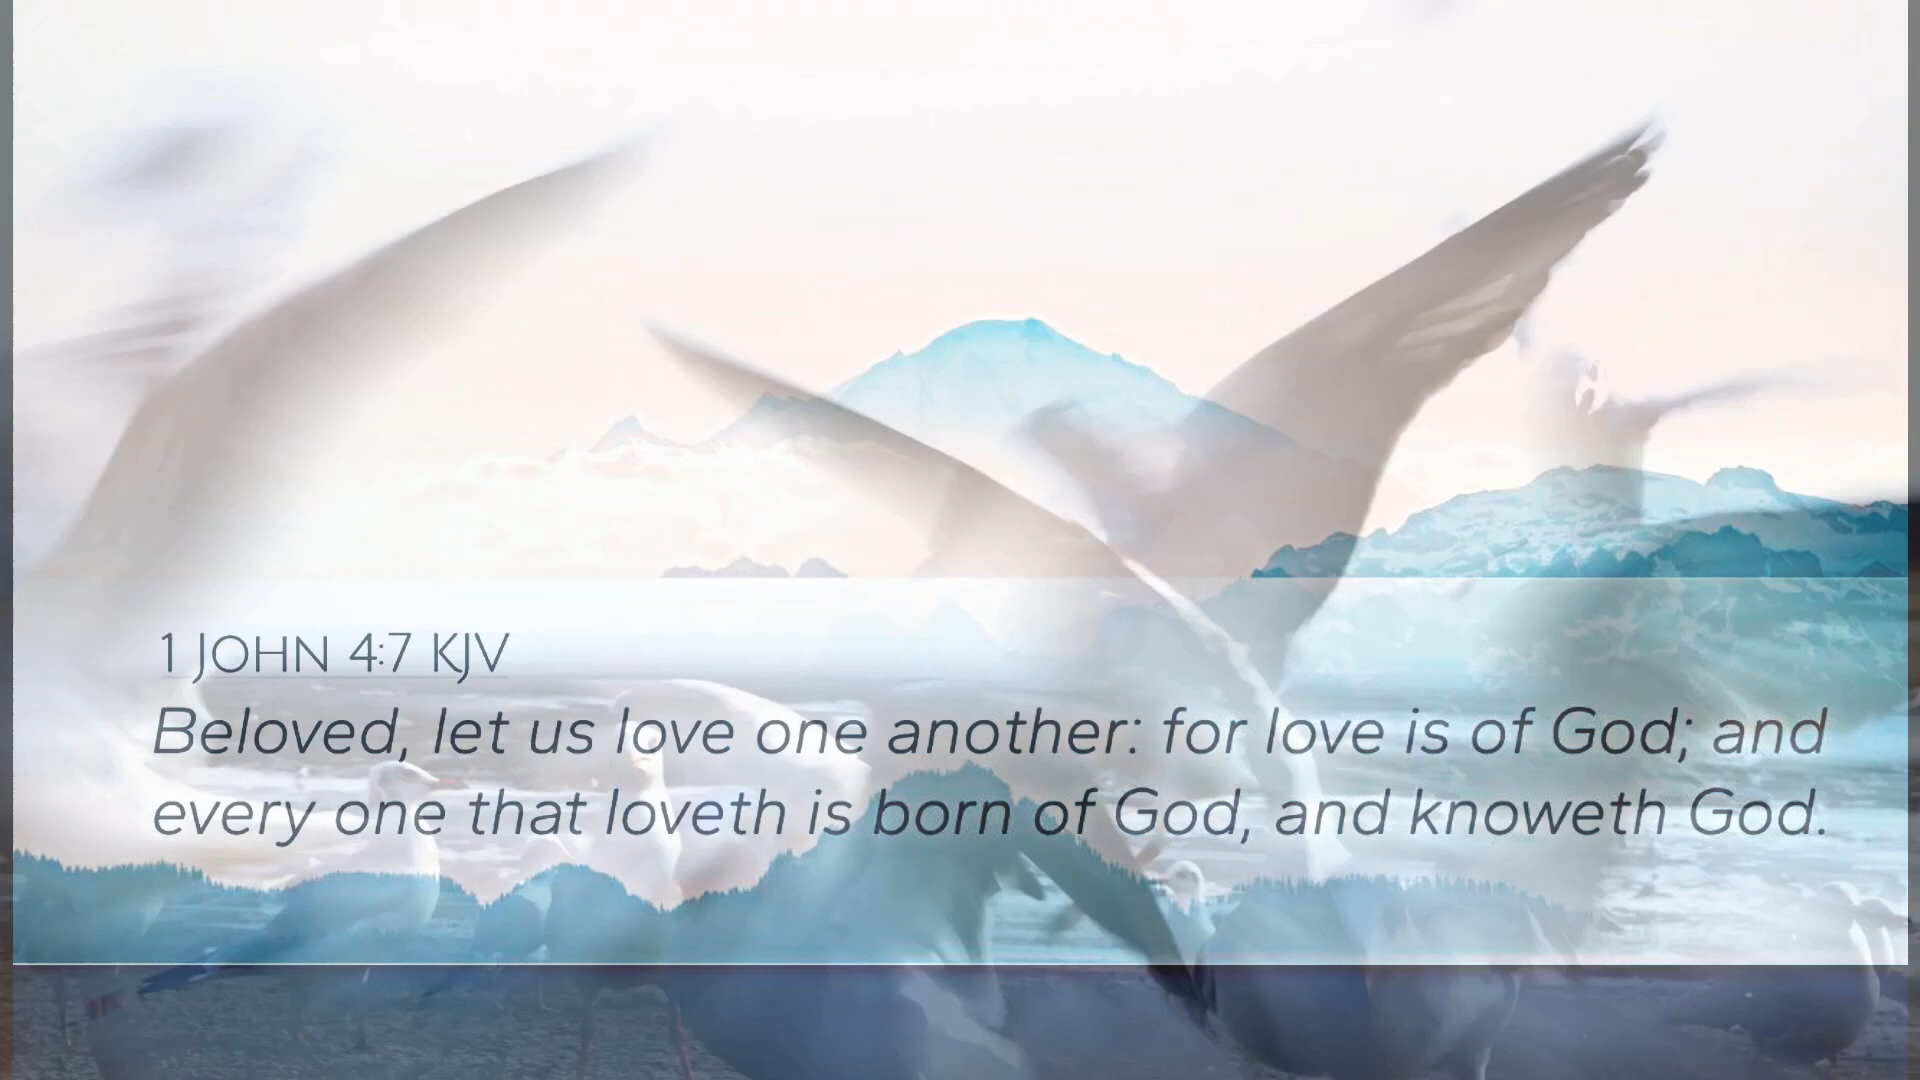 1 John 4:7 KJV
Beloved, let us love one another: for love is of God; and
every one that loveth is born of God, and knoweth God.